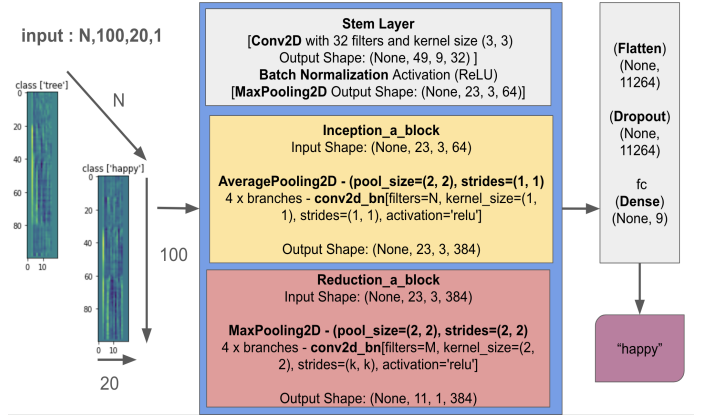 input : N,100,20,1
class ['tree']
0
20
40
60
80
0 10
N
class ['happy']
0
20
40
60
80
0 10
100
20
Stem Layer
[Conv2D with 32 filters and kernel size (3, 3)
Output Shape: (None, 49, 9, 32) ]
Batch Normalization Activation (ReLU)
[MaxPooling2D Output Shape: (None, 23, 3, 64)]
Inception_a_block
Input Shape: (None, 23, 3, 64)
AveragePooling2D - (pool_size=(2, 2), strides=(1, 1)
4 x branches - conv2d_bn[filters=N, kernel_size=(1,
1), strides=(1, 1), activation='relu']
Output Shape: (None, 23, 3, 384)
Reduction_a_block
Input Shape: (None, 23, 3, 384)
MaxPooling2D - (pool_size=(2, 2), strides=(2, 2)
4 x branches - conv2d_bn[filters=M, kernel_size=(2,
2), strides=(k, k), activation='relu']
Output Shape: (None, 11, 1, 384)
(Flatten)
(None,
11264)
(Dropout)
(None,
11264)
fc
(Dense)
(None, 9)
“happy”